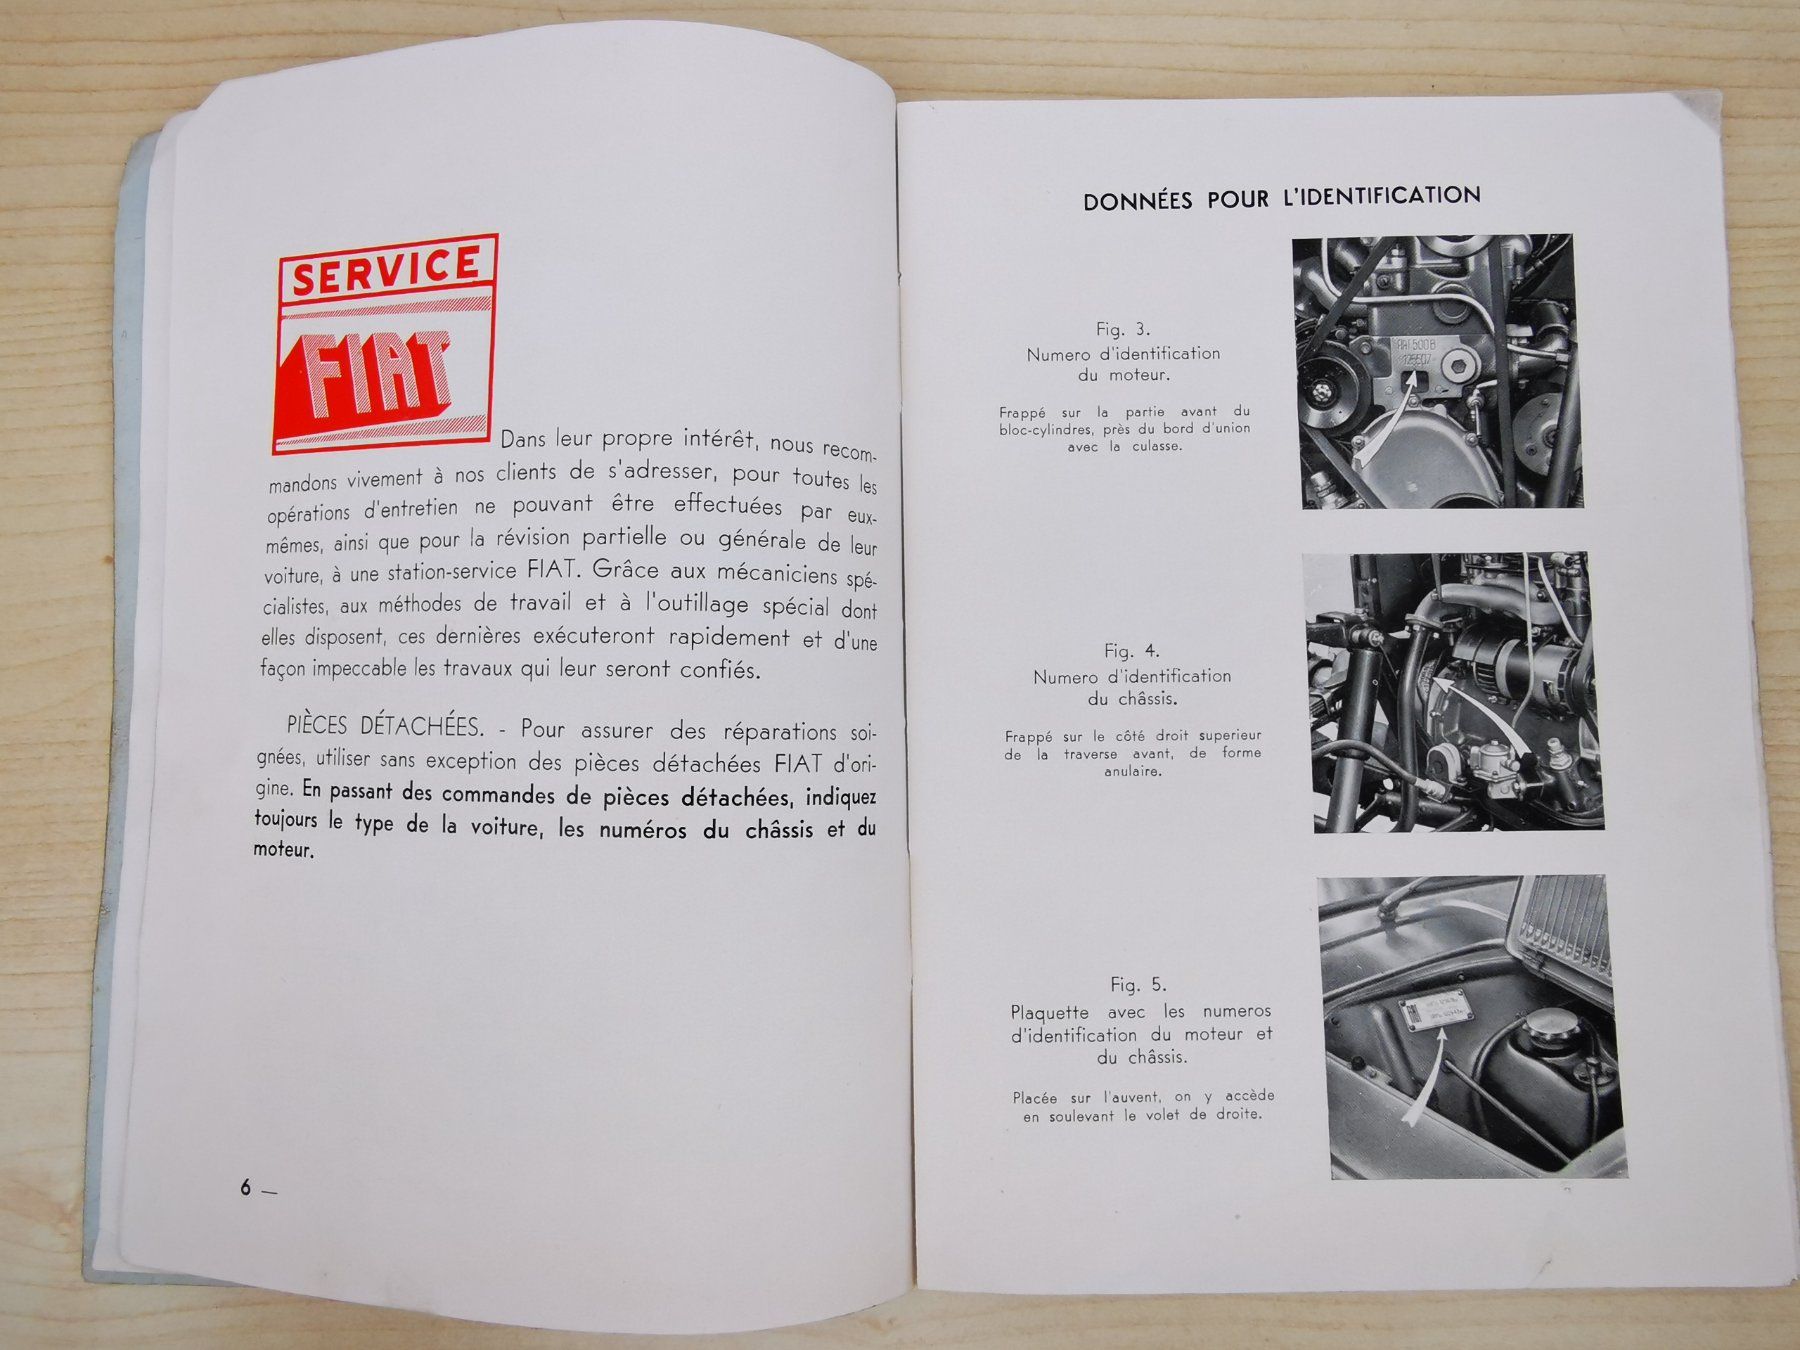 SERVICE
FIAT
Dans leur propre intérêt, nous recom-
mandons vivement à nos clients de s'adresser, pour toutes les
opérations d'entretien ne pouvant être effectuées par eux-
mêmes, ainsi que pour la révision partielle ou générale de leur
voiture, à une station-service FIAT. Grâce aux mécaniciens spé-
cialistes, aux méthodes de travail et à l'outillage spécial dont
elles disposent, ces dernières exécuteront rapidement et d'une
façon impeccable les travaux qui leur seront confiés.
PIÈCES DÉTACHÉES. - Pour assurer des réparations soi-
gnées, utiliser sans exception des pièces détachées FIAT d'ori-
gine. En passant des commandes de pièces détachées, indiquez
toujours le type de la voiture, les numéros du châssis et du
moteur.
6 —
DONNÉES POUR L'IDENTIFICATION
Fig. 3.
Numero d'identification
du moteur.
Frappé sur la partie avant du
bloc-cylindres, près du bord d'union
avec la culasse.
FIAT 500B
Fig. 4.
Numero d'identification
du châssis.
Frappé sur le côté droit superieur
de la traverse avant, de forme
anulaire.
Fig. 5.
Plaquette avec les numeros
d'identification du moteur et
du châssis.
Placée sur l'auvent, on y accède
en soulevant le volet de droite.